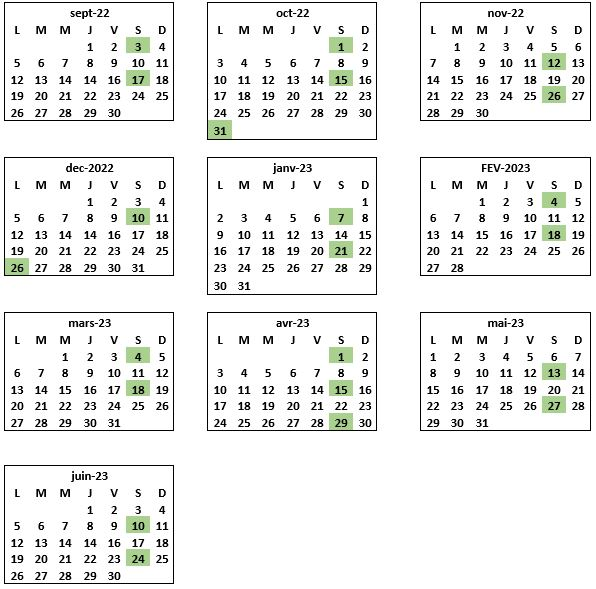 sept-22
L M M J V S D
1 2 3 4
5 6 7 8 9 10 11
12 13 14 15 16 17 18
19 20 21 22 23 24 25
26 27 28 29 30
oct-22
L M M J V S D
1 2
3 4 5 6 7 8 9
10 11 12 13 14 15 16
17 18 19 20 21 22 23
24 25 26 27 28 29 30
31
nov-22
L M M J V S D
1 2 3 4 5 6
7 8 9 10 11 12 13
14 15 16 17 18 19 20
21 22 23 24 25 26 27
28 29 30
dec-2022
L M M J V S D
1 2 3 4
5 6 7 8 9 10 11
12 13 14 15 16 17 18
19 20 21 22 23 24 25
26 27 28 29 30 31
janv-23
L M M J V S D
1
2 3 4 5 6 7 8
9 10 11 12 13 14 15
16 17 18 19 20 21 22
23 24 25 26 27 28 29
30 31
FEV-2023
L M M J V S D
1 2 3 4 5
6 7 8 9 10 11 12
13 14 15 16 17 18 19
20 21 22 23 24 25 26
27 28
mars-23
L M M J V S D
1 2 3 4 5
6 7 8 9 10 11 12
13 14 15 16 17 18 19
20 21 22 23 24 25 26
27 28 29 30 31
avr-23
L M M J V S D
1 2
3 4 5 6 7 8 9
10 11 12 13 14 15 16
17 18 19 20 21 22 23
24 25 26 27 28 29 30
mai-23
L M M J V S D
1 2 3 4 5 6 7
8 9 10 11 12 13 14
15 16 17 18 19 20 21
22 23 24 25 26 27 28
29 30 31
juin-23
L M M J V S D
1 2 3 4
5 6 7 8 9 10 11
12 13 14 15 16 17 18
19 20 21 22 23 24 25
26 27 28 29 30